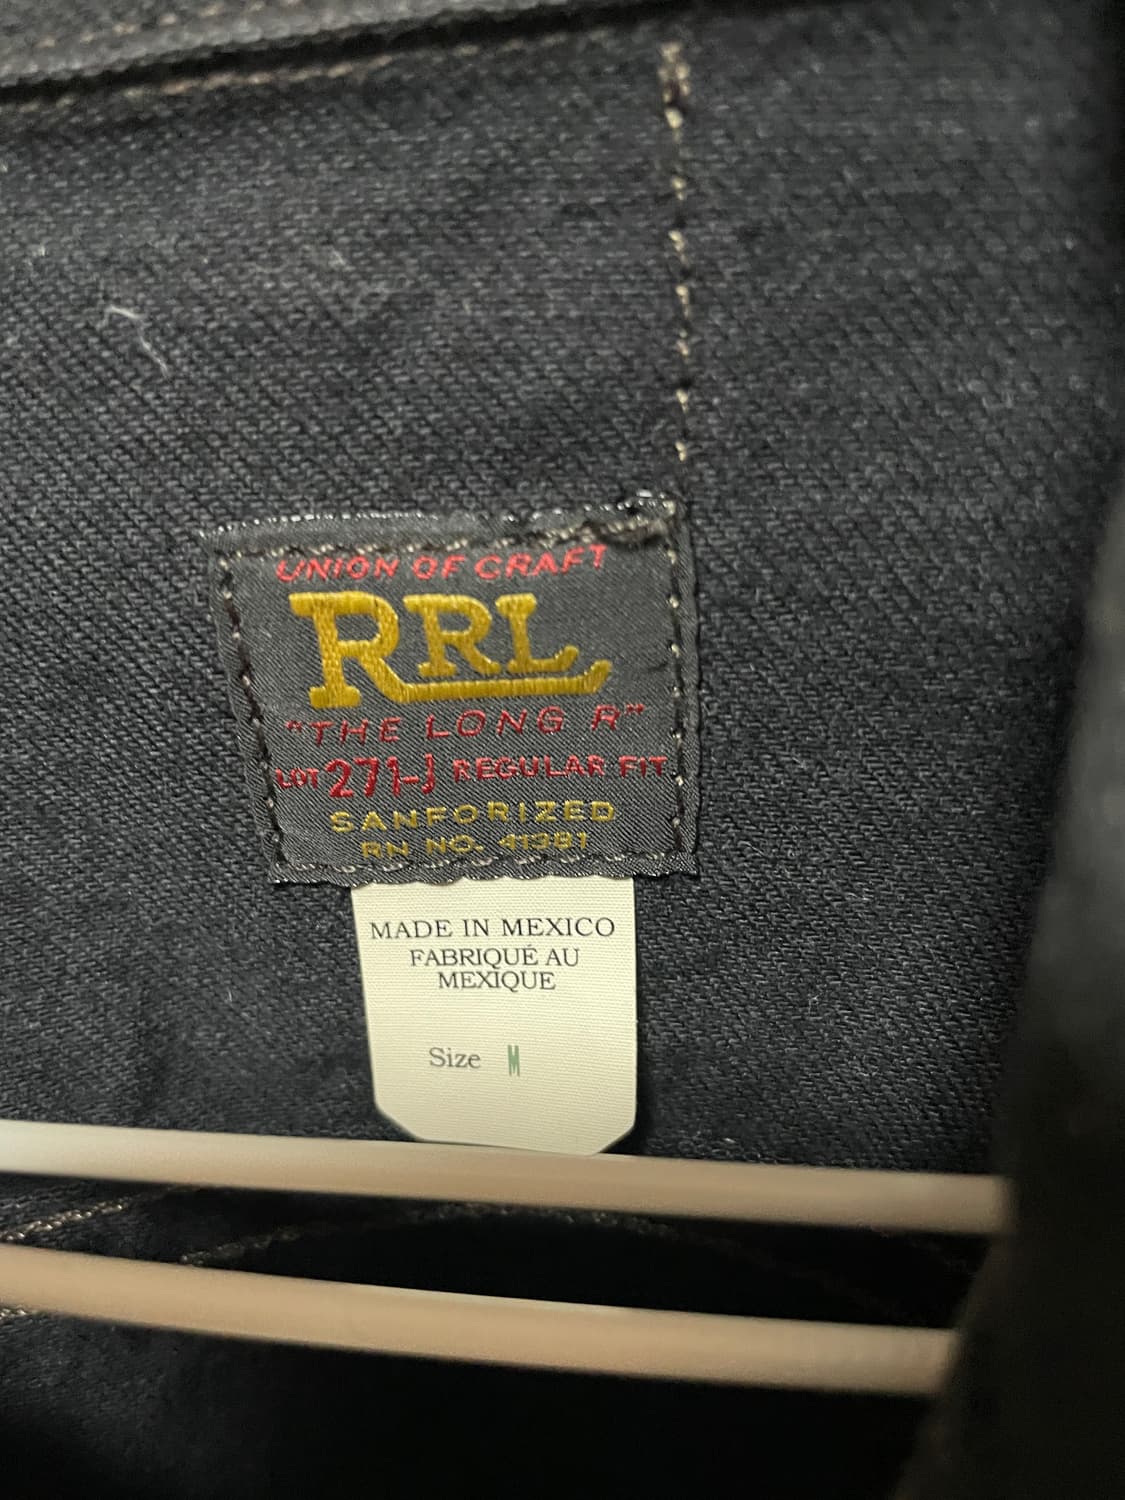 UNION OF CRAFT
RRL
"THE LONG R"
LOT 271-J REGULAR FIT
SANFORIZED
RN NO. 41381
MADE IN MEXICO
FABRIQUÉ AU
MEXIQUE
Size M